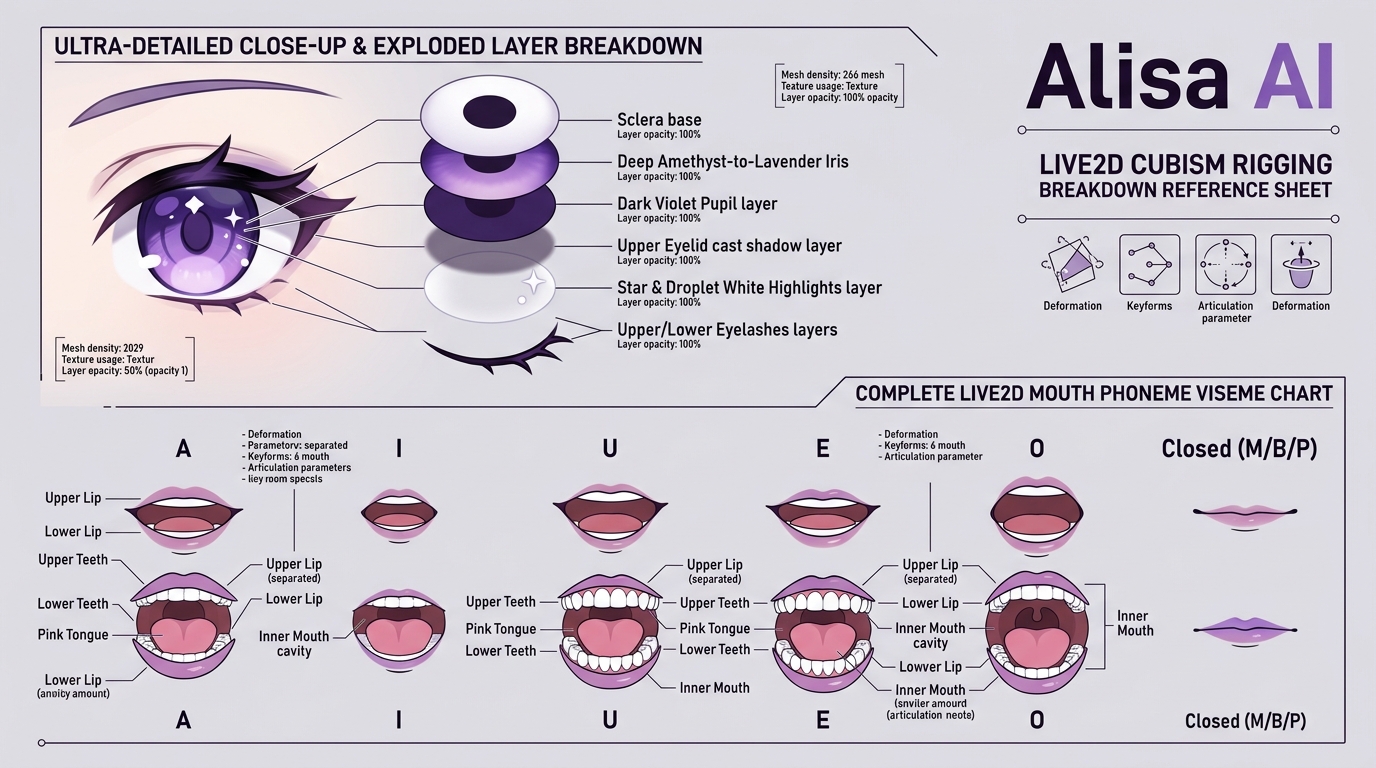 ULTRA-DETAILED CLOSE-UP & EXPLODED LAYER BREAKDOWN
Mesh density: 266 mesh
Teature usage: Texture
Layer opacity: 100% opacity
Sclera base
Layer opacity: 100%
Deep Amethyst-to-Lavender Iris
Layer opacity: 100%
Dark Violet Pupil layer
Layer opacity: 100%
Upper Eyelid cast shadow layer
Layer opacity: 100%
Star & Droplet White Highlights layer
Layer opacity: 100%
Upper/Lower Eyelashes layers
Layer opacity: 100%
Mesh density: 2029
Texture usage: Textur
Layer epacity: 50% (opacity 1)
Alisa AI
LIVE2D CUBISM RIGGING
BREAKDOWN REFERENCE SHEET
Deformation
Keyforms
Articulation
parameter
Deformation
COMPLETE LIVE2D MOUTH PHONEME VISEME CHART
A
- Deformation
- Parametorv: separated
- Keyforms: 6 mouth
- Articulation parameters
- liey room specsls
I
U
E
- Deformation
- Keyforms: 6 mouth
- Articulation parameter
O
Closed (M/B/P)
Upper Lip
Lower Lip
Upper Teeth
Lower Teeth
Pink Tongue
Lower Lip
Upper Lip
(separated)
Lower Lip
Inner Mouth
cavity
Upper Teeth
Pink Tongue
Lower Teeth
Upper Lip
(separated)
Upper Teeth
Pink Tongue
Lower Teeth
Inner Mouth
Upper Lip
(separated)
Lower Lip
Inner Mouth
cavity
Lowver Lip
Inner Mouth
(snviler amourd
(articulation neots)
Inner
Mouth
A
I
U
E
O
Closed (M/B/P)